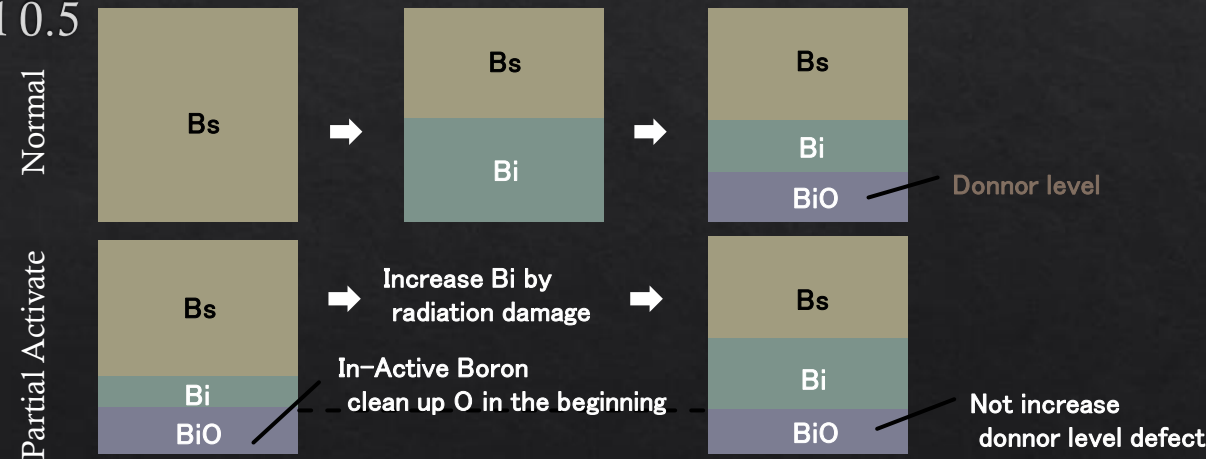 10.5
Normal
Bs
Bs
Bi
Bs
Bi
BiO
Donnor level
Partial Activate
Bs
Bi
BiO
Increase Bi by
radiation damage
In-Active Boron
clean up O in the beginning
Bs
Bi
BiO
Not increase
donnor level defect